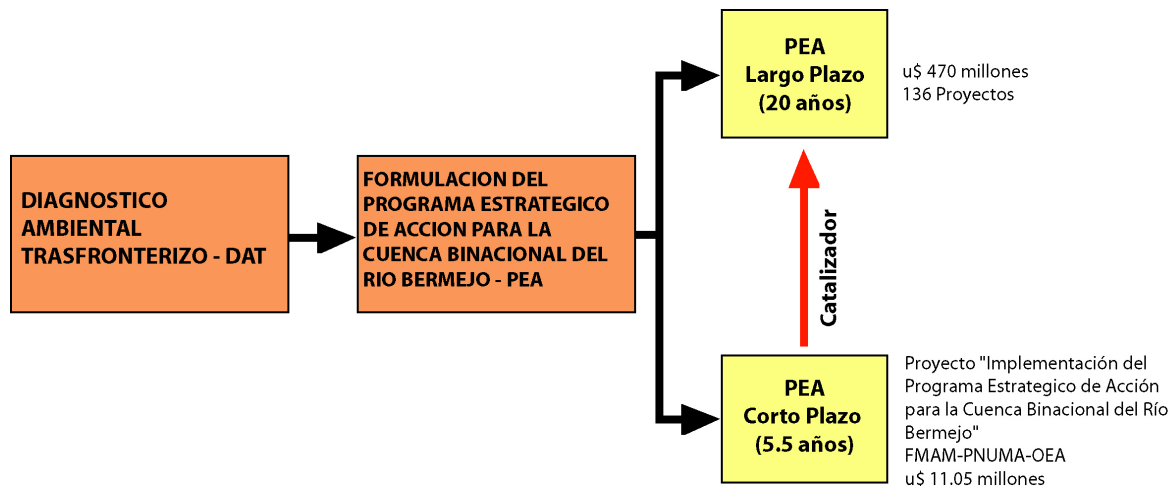 DIAGNOSTICO
AMBIENTAL
TRASFRONTERIZO - DAT
FORMULACION DEL
PROGRAMA ESTRATEGICO
DE ACCION PARA LA
CUENCA BINACIONAL DEL
RIO BERMEJO - PEA
PEA
Largo Plazo
(20 años)
u$ 470 millones
136 Proyectos
Catalizador
PEA
Corto Plazo
(5.5 años)
Proyecto "Implementación del
Programa Estrategico de Acción
para la Cuenca Binacional del Río
Bermejo"
FMAM-PNUMA-OEA
u$ 11.05 millones